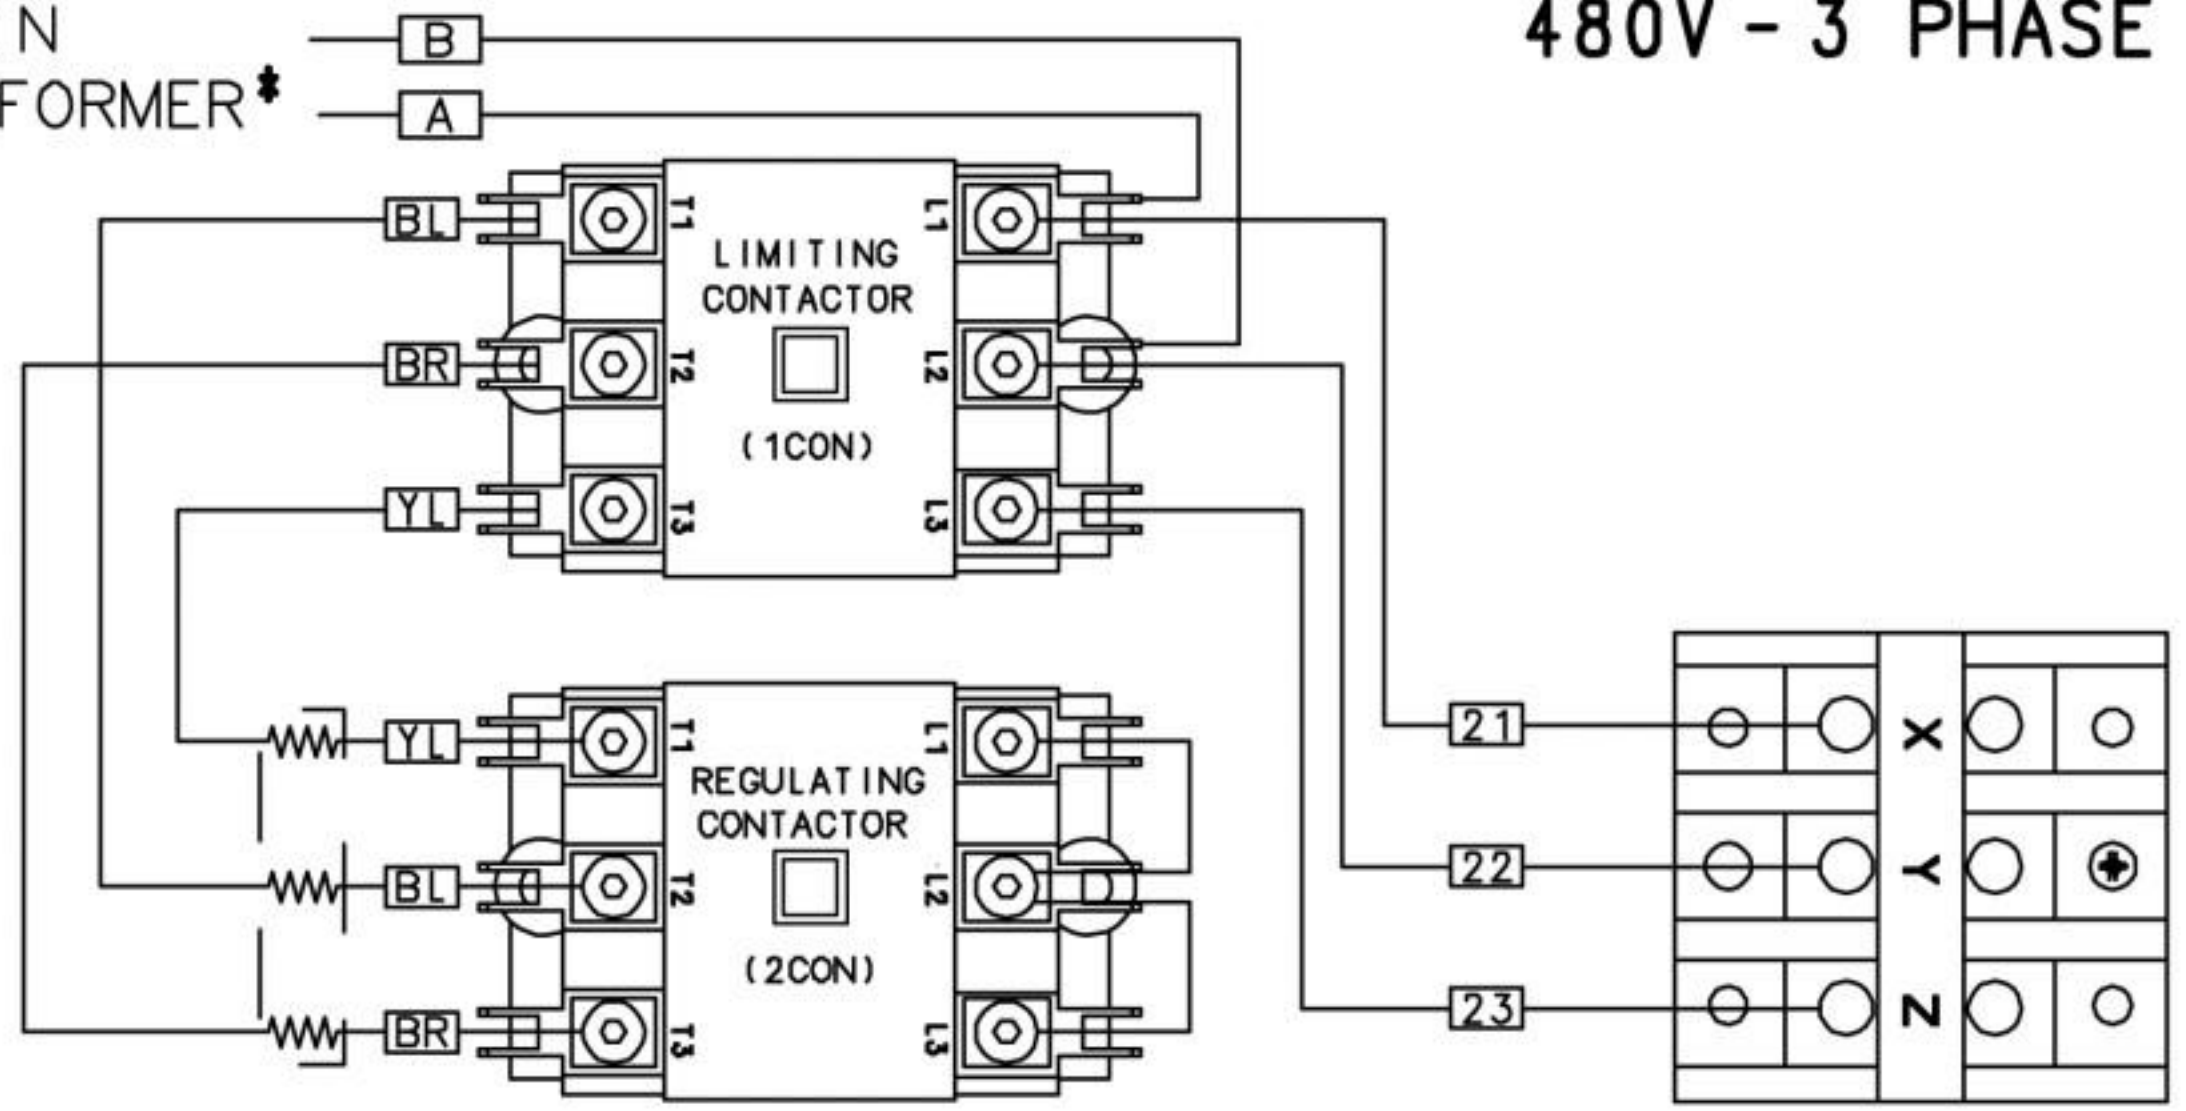 N
FORMER*
480V - 3 PHASE
B
A
BL
BR
YL
T1
T2
T3
LIMITING
CONTACTOR
(1CON)
L1
L2
L3
YL
BL
BR
T1
T2
T3
REGULATING
CONTACTOR
(2CON)
L1
L2
L3
21
22
23
X
Y
Z